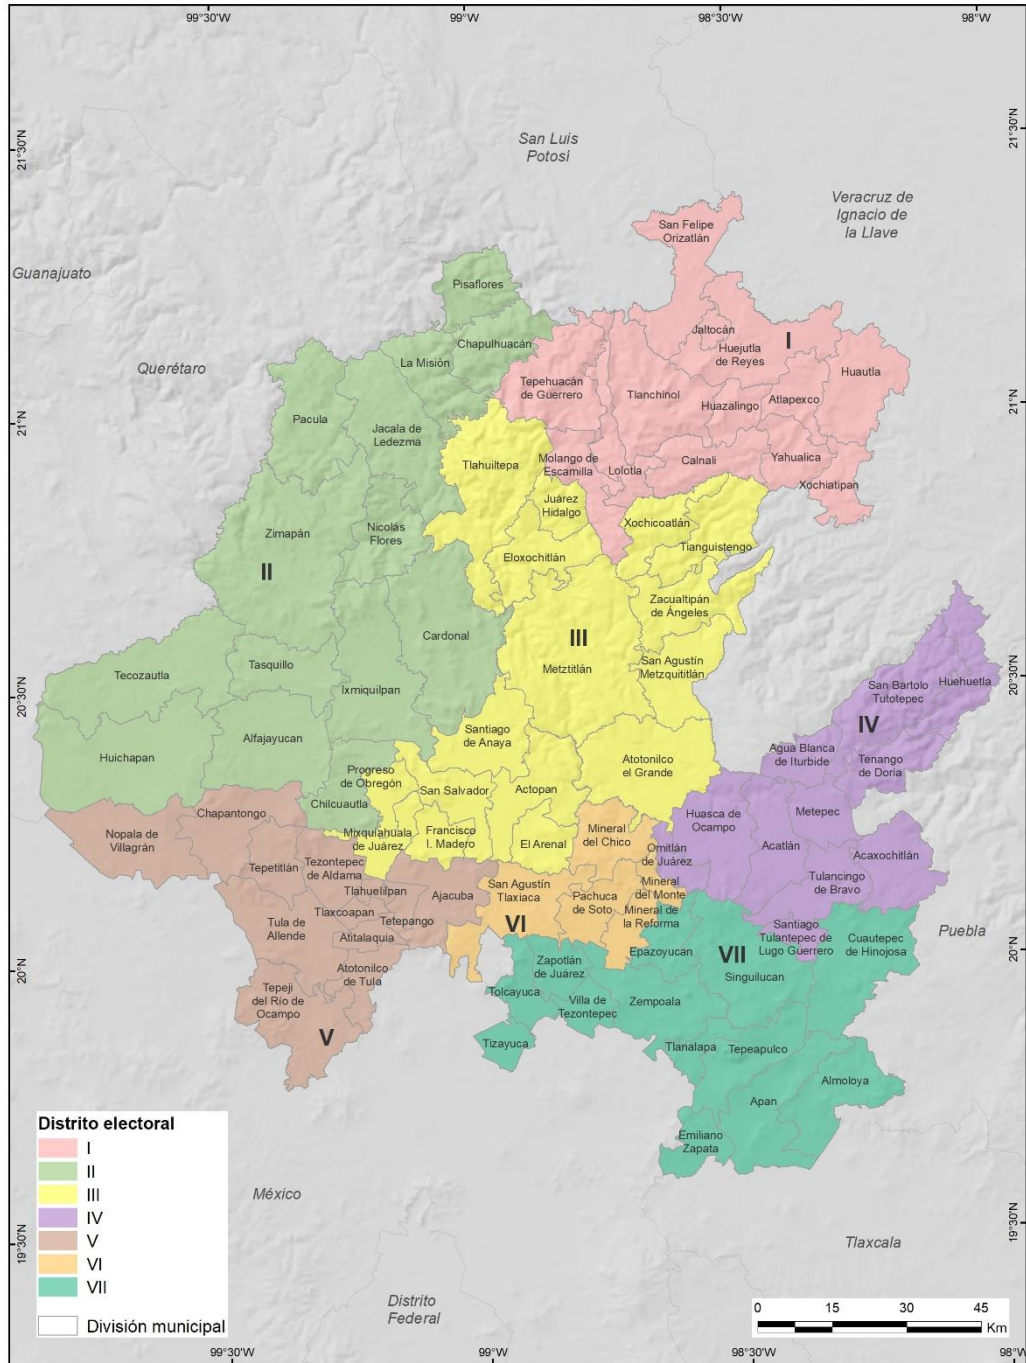 99°30'W
99°W
98°30'W
98°W
21°30'N
21°30'N
San Luis
Potosí
Veracruz de
Ignacio de
la Llave
San Felipe
Orizatlán
Guanajuato
Pisaflores
Querétaro
Chapulhuacán
La Misión
Jaltocán
Huejutla
de Reyes
I
Huautla
Tepehuacán
de Guerrero
Tlanchinol
Huazalingo
Atlapexco
21°N
21°N
Pacula
Jacala de
Ledezma
Tlahuiltepa
Molango de
Escamilla
Lolotla
Calnali
Yahualica
Xochiatipan
Juárez
Hidalgo
Xochicoatlán
Tianguistengo
Zimapán
Nicolás
Flores
Eloxochitlán
II
Zacualtipán
de Ángeles
Cardonal
III
Metztitlán
San Agustín
Metzquititlán
Tecozautla
Tasquillo
Ixmiquilpan
20°30'N
20°30'N
San Bartolo
Tutotepec
Huehuetla
IV
Huichapan
Alfajayucan
Santiago
de Anaya
Atotonilco
el Grande
Agua Blanca
de Iturbide
Tenango
de Doria
Progreso
de Obregón
San Salvador
Actopan
Chilcuautla
Nopala de
Villagrán
Chapantongo
Mixquiahuala
de Juárez
Francisco
I. Madero
El Arenal
Mineral
del Chico
Huasca de
Ocampo
Metepec
Omitlán
de Juárez
Acatlán
Acaxochitlán
Tepetitlán
Tezontepec
de Aldama
Tlahuelilpan
Ajacuba
San Agustín
Tlaxiaca
Pachuca
de Soto
Mineral
del Monte
Tulancingo
de Bravo
Tlaxcoapan
Tetepango
VI
Mineral de
la Reforma
Tula de
Allende
Atitalaquia
Santiago
Tulantepec de
Lugo Guerrero
Cuautepec
de Hinojosa
Puebla
Epazoyucan
VII
Singuilucan
20°N
20°N
Atotonilco
de Tula
Zapotlán
de Juárez
Tepeji
del Río de
Ocampo
Tolcayuca
Villa de
Tezontepec
Zempoala
V
Tizayuca
Tlanalapa
Tepeapulco
Almoloya
Apan
Emiliano
Zapata
Distrito electoral
I
II
III
IV
V
VI
VII
División municipal
México
19°30'N
19°30'N
Tlaxcala
Distrito
Federal
0
15
30
45
Km
99°30'W
99°W
98°30'W
98°W